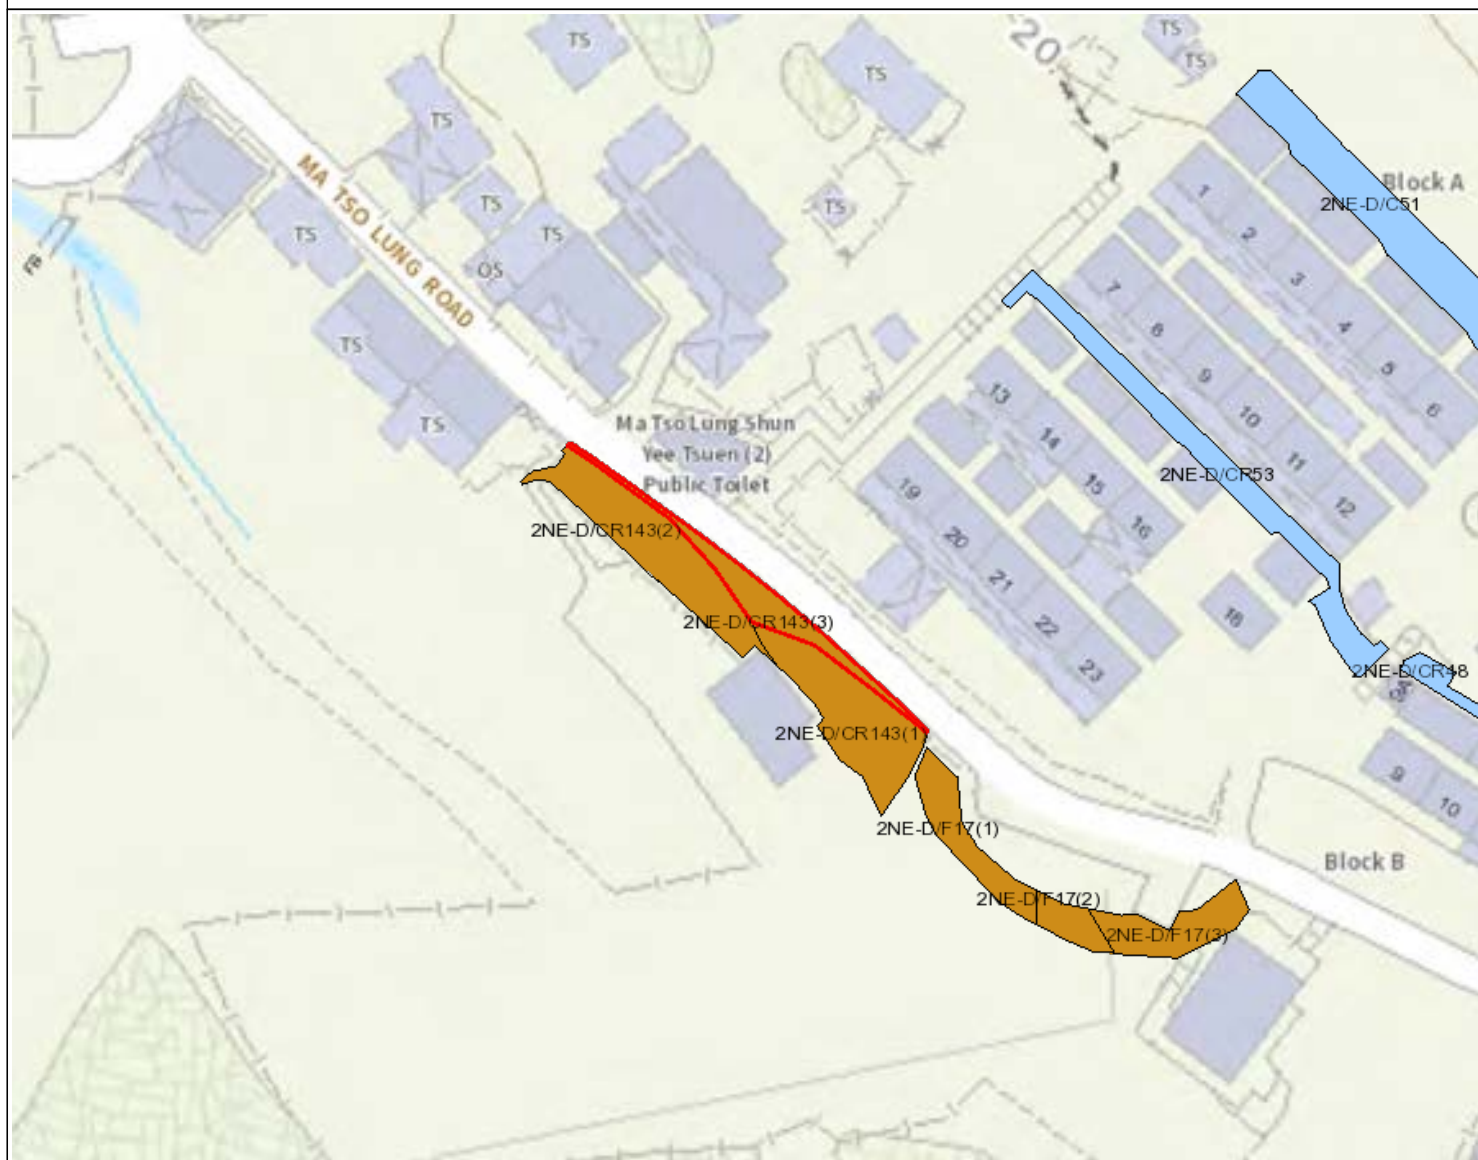 TS
TS
TS
20
TS
TS
MA TSO LUNG ROAD
Block A
2NE-D/C51
1
TS
TS
TS
TS
2
OS
FB
3
7
4
8
TS
5
9
13
6
10
TS
Ma Tso Lung Shun
Yee Tsuen (2)
Public Toilet
14
11
2NE-D/CR53
15
19
12
16
2NE-D/CR143(2)
20
21
18
2NE-D/CR143(3)
22
23
2NE-D/CR48
2NE-D/CR143(1)
9
10
2NE-D/F17(1)
Block B
2NE-D/F17(2)
2NE-D/F17(3)